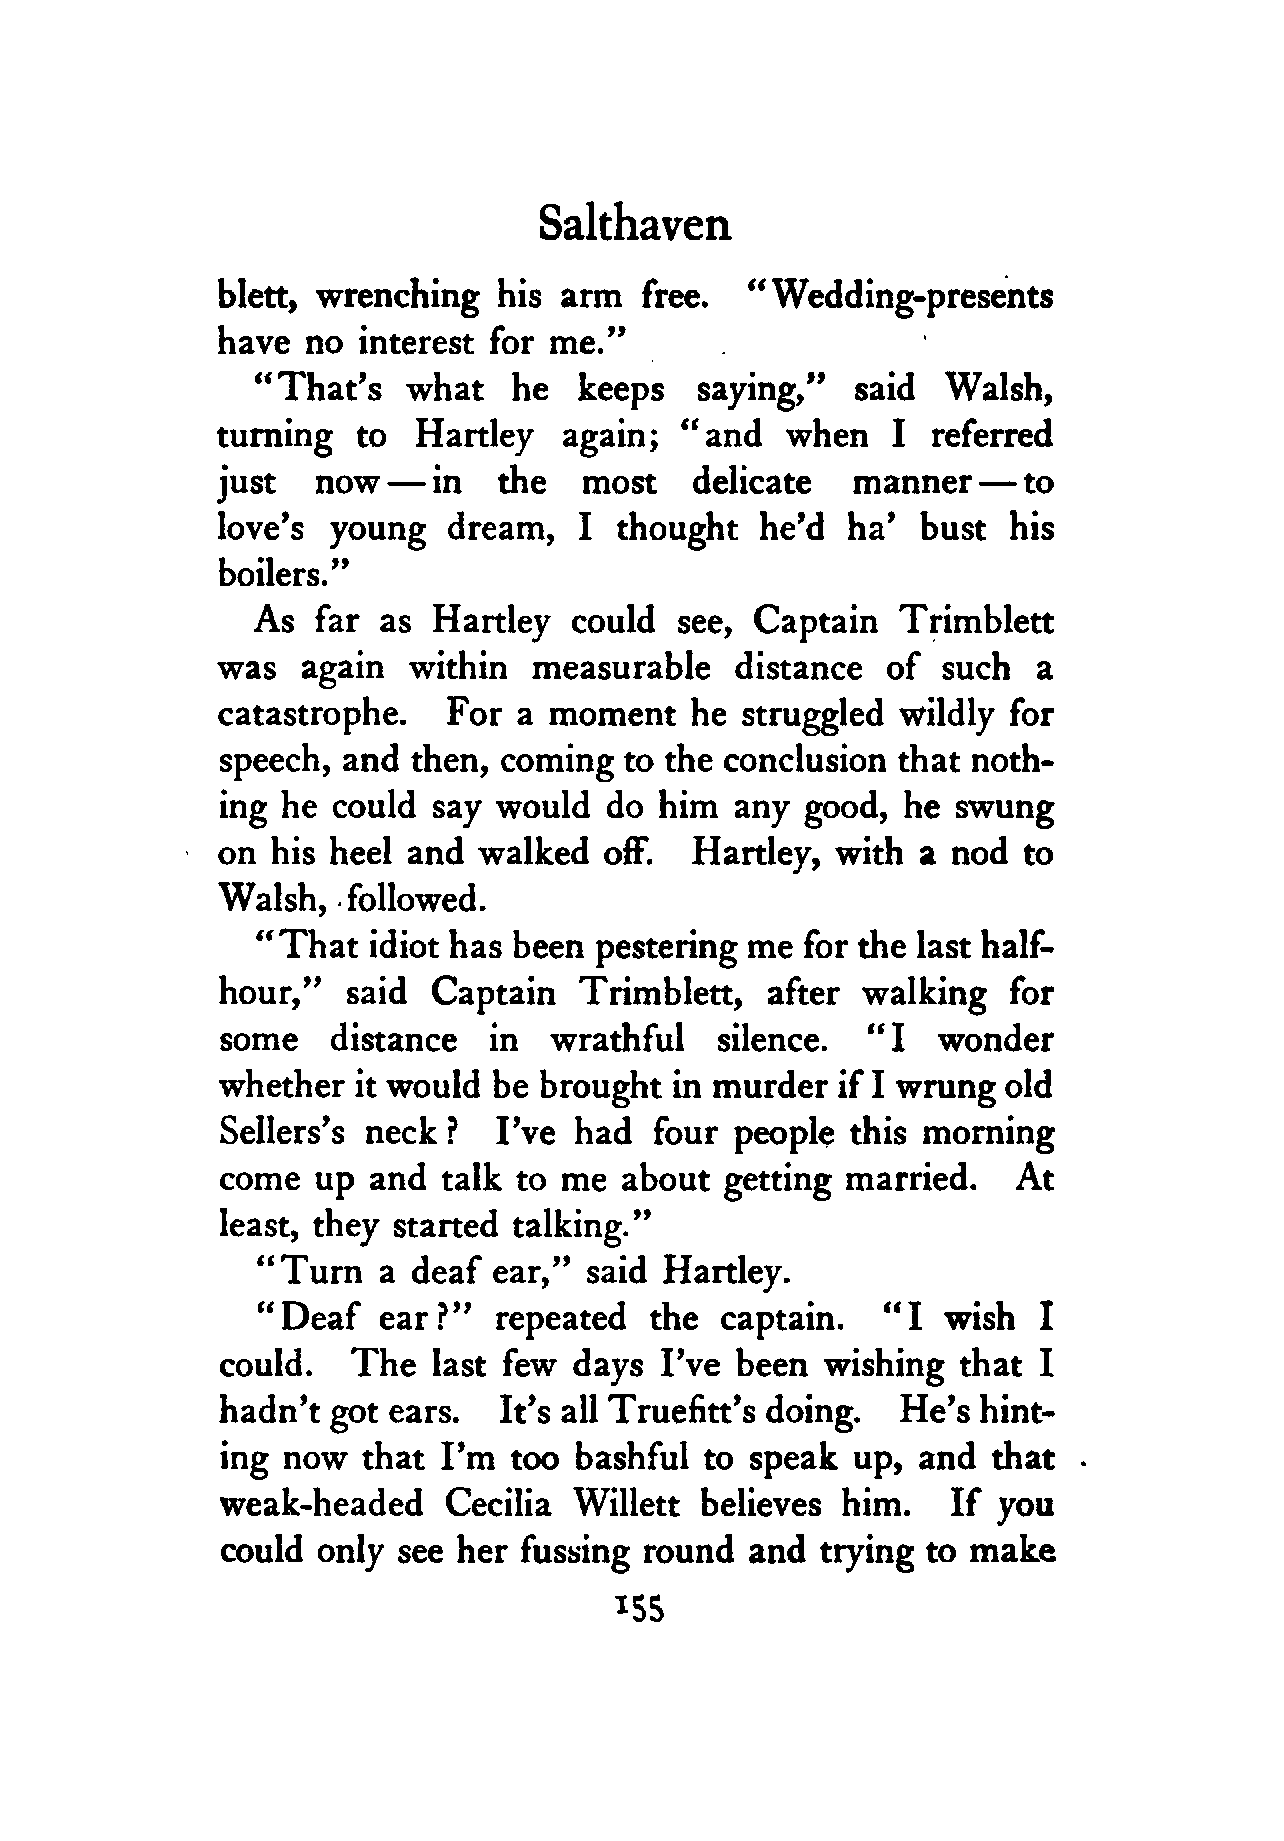 Salthaven
blett, wrenching his arm free. "Wedding-presents
have no interest for me."
"That's what he keeps saying," said Walsh,
turning to Hartley again; "and when I referred
just now—in the most delicate manner—to
love's young dream, I thought he'd ha' bust his
boilers."
As far as Hartley could see, Captain Trimblett
was again within measurable distance of such a
catastrophe. For a moment he struggled wildly for
speech, and then, coming to the conclusion that noth-
ing he could say would do him any good, he swung
on his heel and walked off. Hartley, with a nod to
Walsh, followed.
"That idiot has been pestering me for the last half-
hour," said Captain Trimblett, after walking for
some distance in wrathful silence. "I wonder
whether it would be brought in murder if I wrung old
Sellers's neck? I've had four people this morning
come up and talk to me about getting married. At
least, they started talking."
"Turn a deaf ear," said Hartley.
"Deaf ear?" repeated the captain. "I wish I
could. The last few days I've been wishing that I
hadn't got ears. It's all Truefitt's doing. He's hint-
ing now that I'm too bashful to speak up, and that
weak-headed Cecilia Willett believes him. If you
could only see her fussing round and trying to make
155